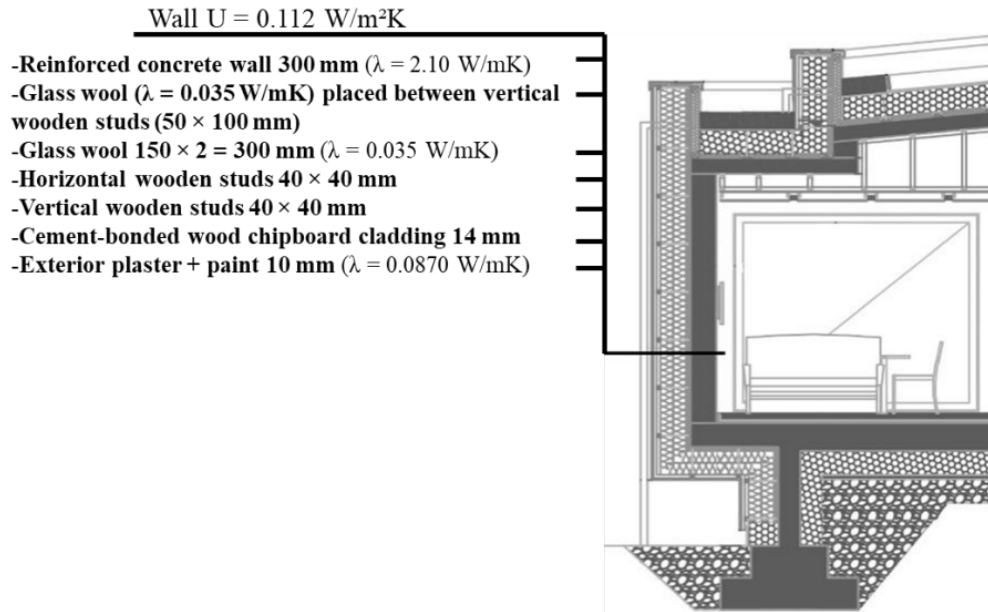 Wall U = 0.112 W/m²K
-Reinforced concrete wall 300 mm (λ = 2.10 W/mK)
-Glass wool (λ = 0.035 W/mK) placed between vertical
wooden studs (50 × 100 mm)
-Glass wool 150 × 2 = 300 mm (λ = 0.035 W/mK)
-Horizontal wooden studs 40 × 40 mm
-Vertical wooden studs 40 × 40 mm
-Cement-bonded wood chipboard cladding 14 mm
-Exterior plaster + paint 10 mm (λ = 0.0870 W/mK)